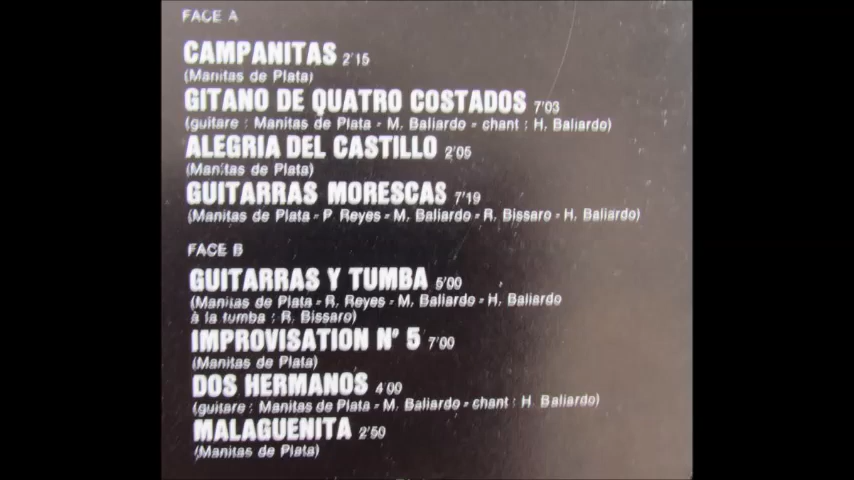 FACE A
CAMPANITAS 2'15
(Manitas de Plata)
GITANO DE QUATRO COSTADOS 7'03
(guitare : Manitas de Plata - M. Baliardo - chant : H. Baliardo)
ALEGRIA DEL CASTILLO 2'05
(Manitas de Plata)
GUITARRAS MORESCAS 7'19
(Manitas de Plata - P. Reyes - M. Baliardo - R. Bissaro - H. Baliardo)
FACE B
GUITARRAS Y TUMBA 5'00
(Manitas de Plata - R. Reyes - M. Baliardo - H. Baliardo
à la tumba : R. Bissaro)
IMPROVISATION N° 5 7'00
(Manitas de Plata)
DOS HERMANOS 4'00
(guitare : Manitas de Plata - M. Baliardo - chant : H. Baliardo)
MALAGUENITA 2'50
(Manitas de Plata)